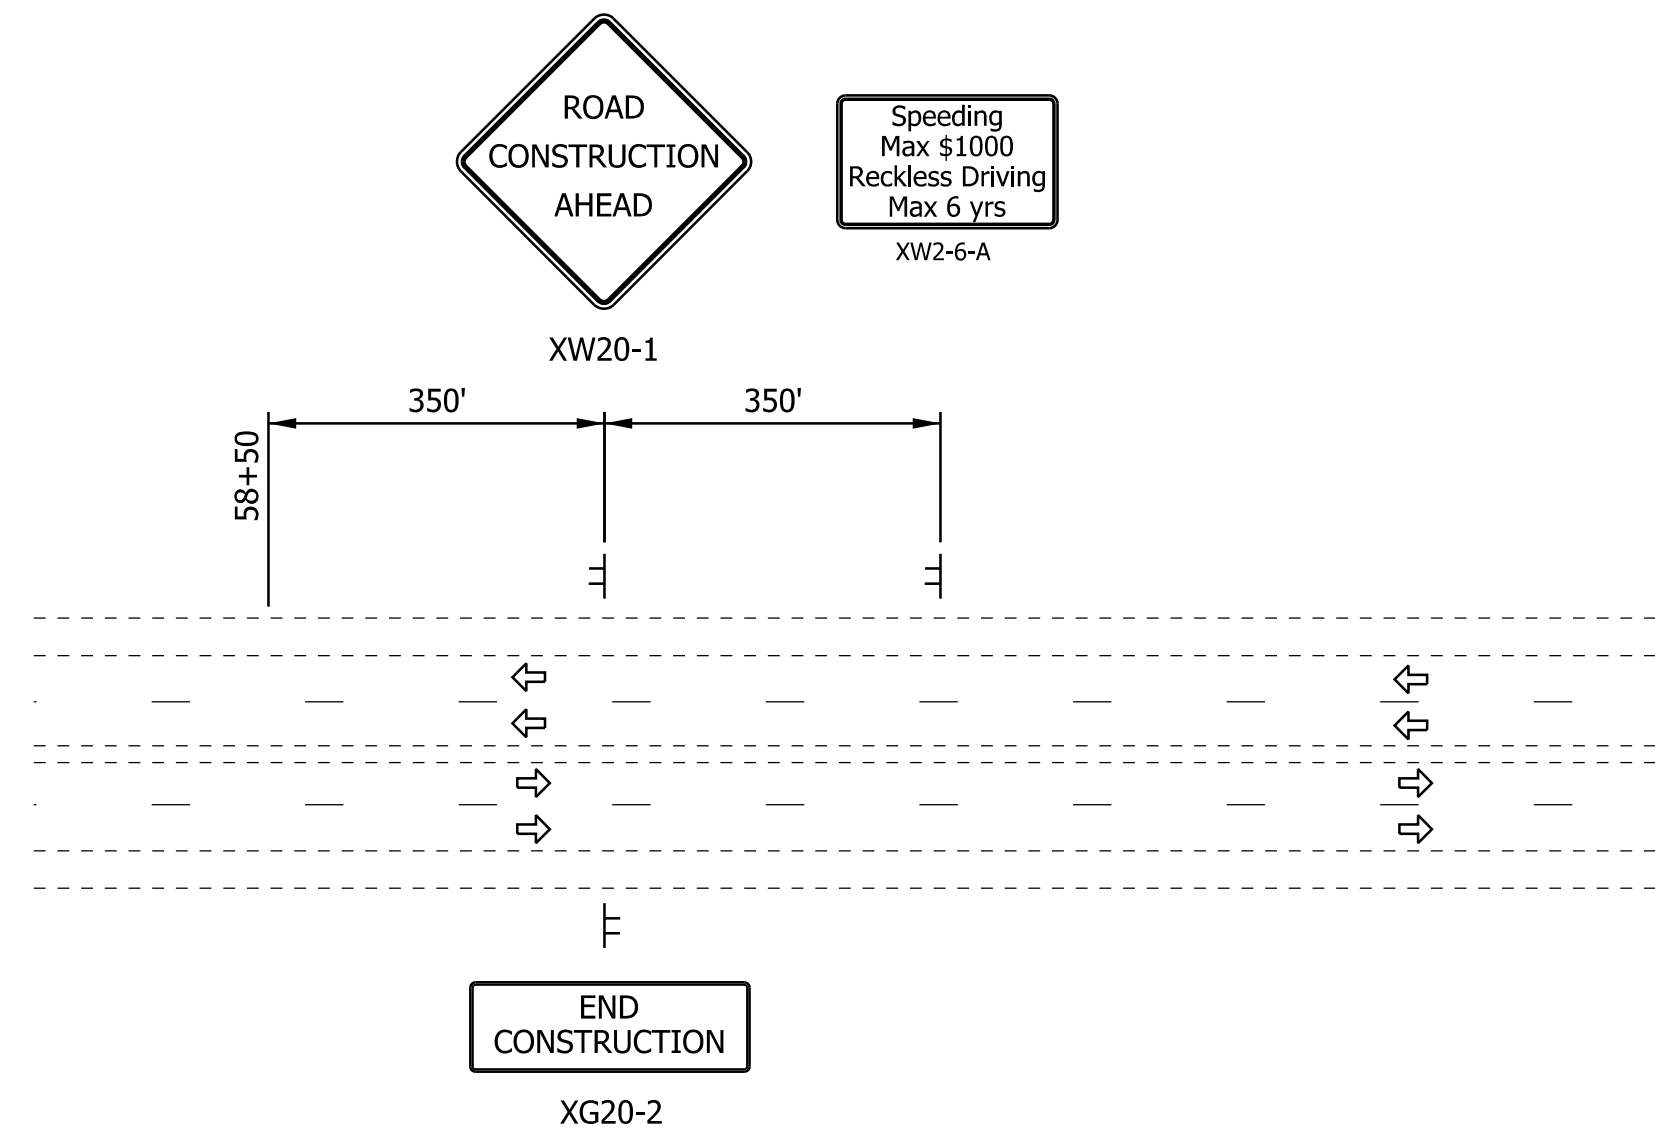 ROAD
CONSTRUCTION
AHEAD
XW20-1
Speeding
Max $1000
Reckless Driving
Max 6 yrs
XW2-6-A
350'
350'
58+50
END
CONSTRUCTION
XG20-2